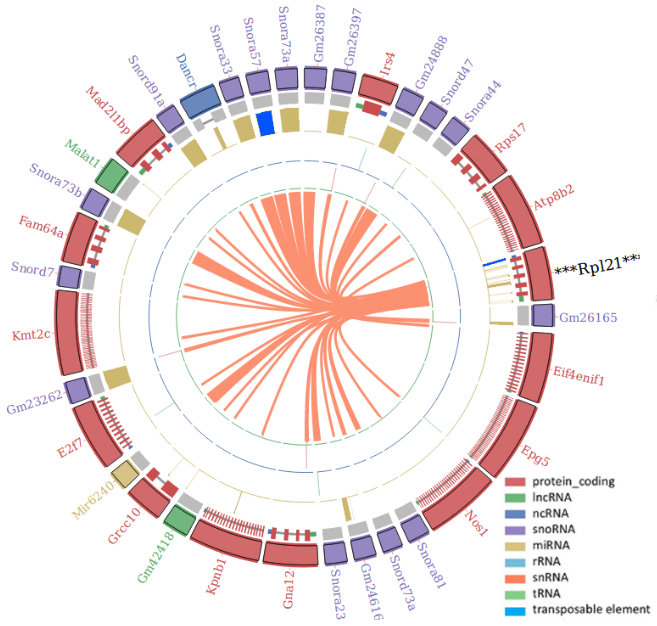 Gm26387
Gm26397
Irs4
Gm24888
Snord47
Snora44
Rps17
Atp8b2
***Rpl21**
Gm26165
Eif4enif1
Epg5
Nos1
Snora81
Snord73a
Gm24616
Snora23
Gna12
Kpnb1
Gm42418
Grcc10
Mir6240
E2f7
Gm23262
Kmt2c
Snord7
Fam64a
Snora73b
Malat1
Mad2l1bp
Snord91a
Dancr
Snora33
Snora57
Snora73a
protein_coding
lncRNA
ncRNA
snoRNA
miRNA
rRNA
snRNA
tRNA
transposable element